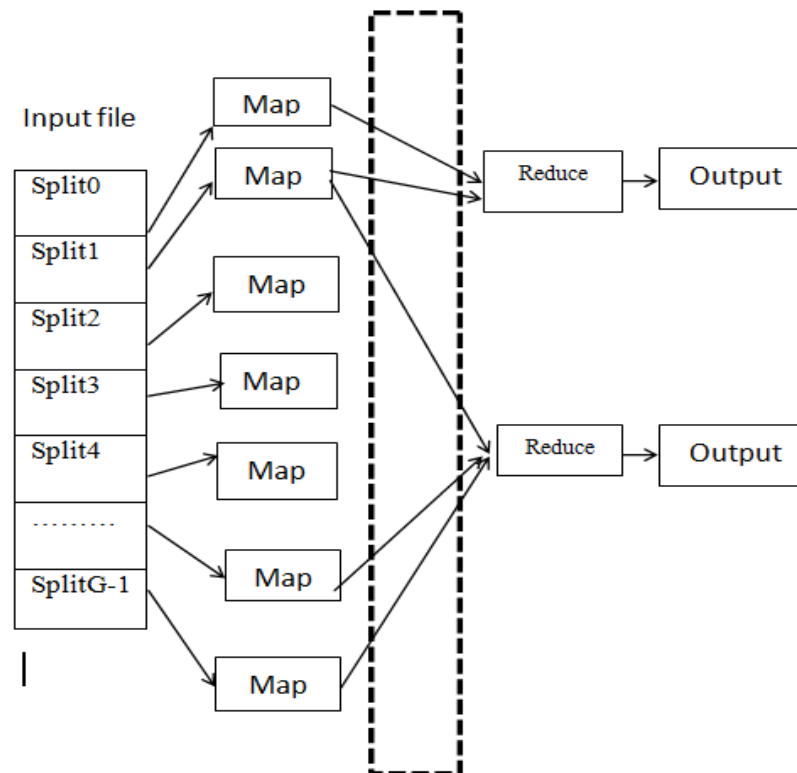 Input file
Split0
Split1
Split2
Split3
Split4
.........
SplitG-1
Map
Map
Map
Map
Map
Map
Map
Reduce
Output
Reduce
Output